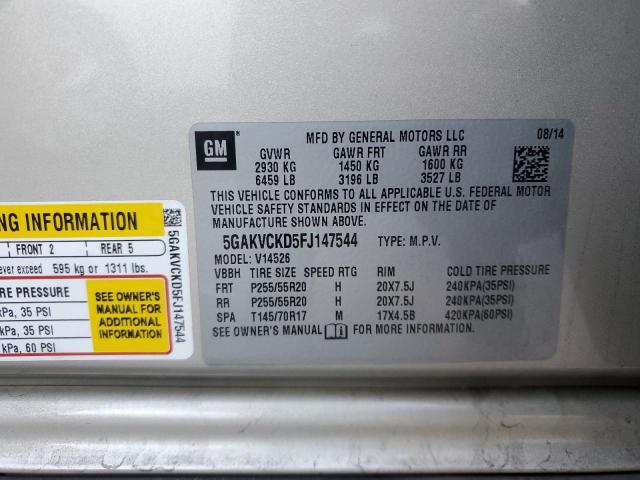 GM
MFD BY GENERAL MOTORS LLC 08/14
GVWR GAWR FRT GAWR RR
2930 KG 1450 KG 1600 KG
6459 LB 3196 LB 3527 LB
THIS VEHICLE CONFORMS TO ALL APPLICABLE U.S. FEDERAL MOTOR
VEHICLE SAFETY STANDARDS IN EFFECT ON THE DATE OF
MANUFACTURE SHOWN ABOVE.
5GAKVCKD5FJ147544 TYPE: M.P.V.
MODEL: V14526
VBBH TIRE SIZE SPEED RTG RIM COLD TIRE PRESSURE
FRT P255/55R20 H 20X7.5J 240KPA(35PSI)
RR P255/55R20 H 20X7.5J 240KPA(35PSI)
SPA T145/70R17 M 17X4.5B 420KPA(60PSI)
SEE OWNER'S MANUAL FOR MORE INFORMATION.
NG INFORMATION
FRONT 2 REAR 5
ever exceed 595 kg or 1311 lbs.
RE PRESSURE
kPa, 35 PSI
kPa, 35 PSI
kPa, 60 PSI
SEE OWNER'S
MANUAL FOR
ADDITIONAL
INFORMATION
5GAKVCKD5FJ147544